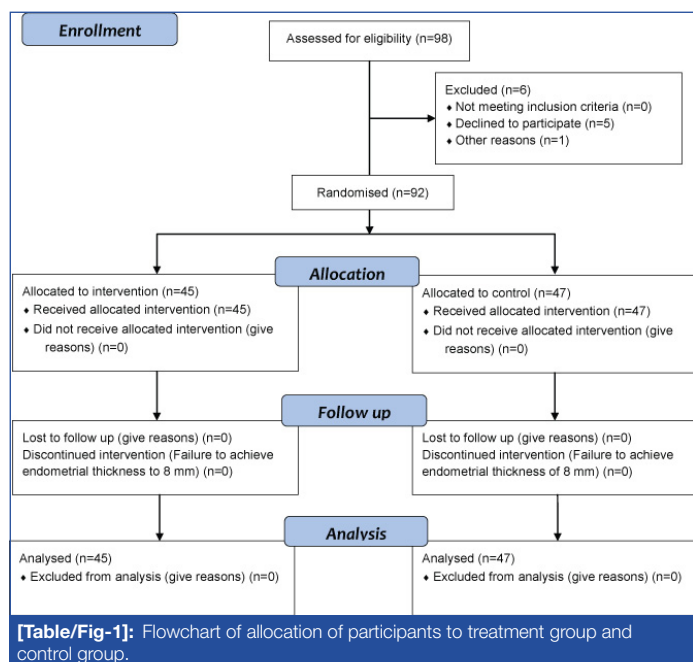 Enrollment
Assessed for eligibility (n=98)
Excluded (n=6)
♦ Not meeting inclusion criteria (n=0)
♦ Declined to participate (n=5)
♦ Other reasons (n=1)
Randomised (n=92)
Allocation
Allocated to intervention (n=45)
♦ Received allocated intervention (n=45)
♦ Did not receive allocated intervention (give
reasons) (n=0)
Allocated to control (n=47)
♦ Received allocated intervention (n=47)
♦ Did not receive allocated intervention (give
reasons) (n=0)
Follow up
Lost to follow up (give reasons) (n=0)
Discontinued intervention (Failure to achieve
endometrial thickness to 8 mm) (n=0)
Lost to follow up (give reasons) (n=0)
Discontinued intervention (Failure to achieve
endometrial thickness of 8 mm) (n=0)
Analysis
Analysed (n=45)
♦ Excluded from analysis (give reasons) (n=0)
Analysed (n=47)
♦ Excluded from analysis (give reasons) (n=0)
[Table/Fig-1]: Flowchart of allocation of participants to treatment group and
control group.